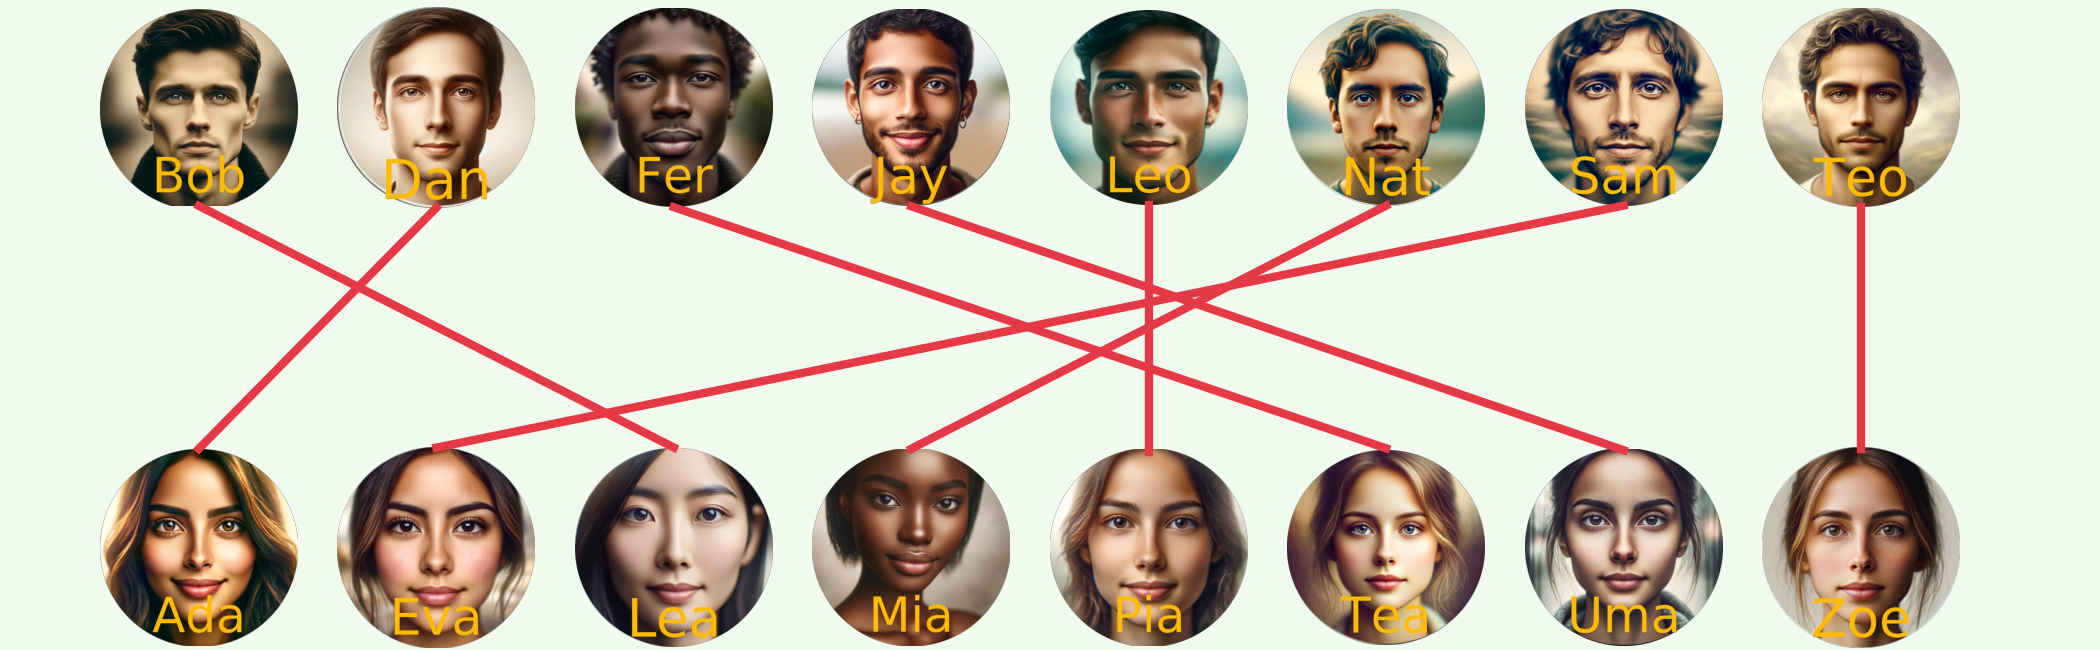 Bob Dan Fer Jay Leo Nat Sam Teo
Ada Eva Lea Mia Pia Tea Uma Zoe